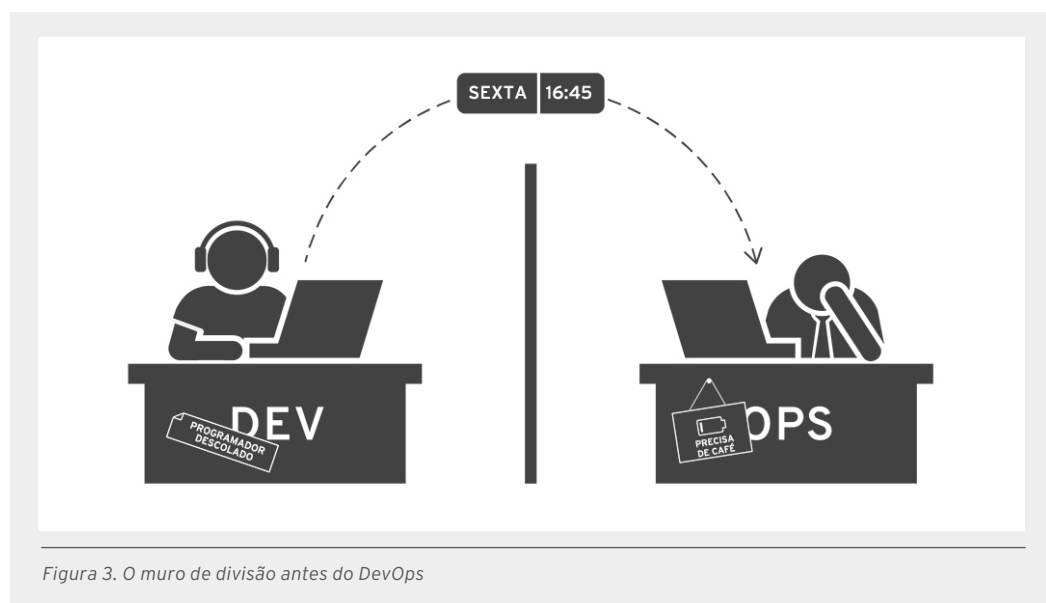 SEXTA 16:45
DEV
PROGRAMADOR
DESCOLADO
OPS
PRECISA
DE CAFÉ
Figura 3. O muro de divisão antes do DevOps